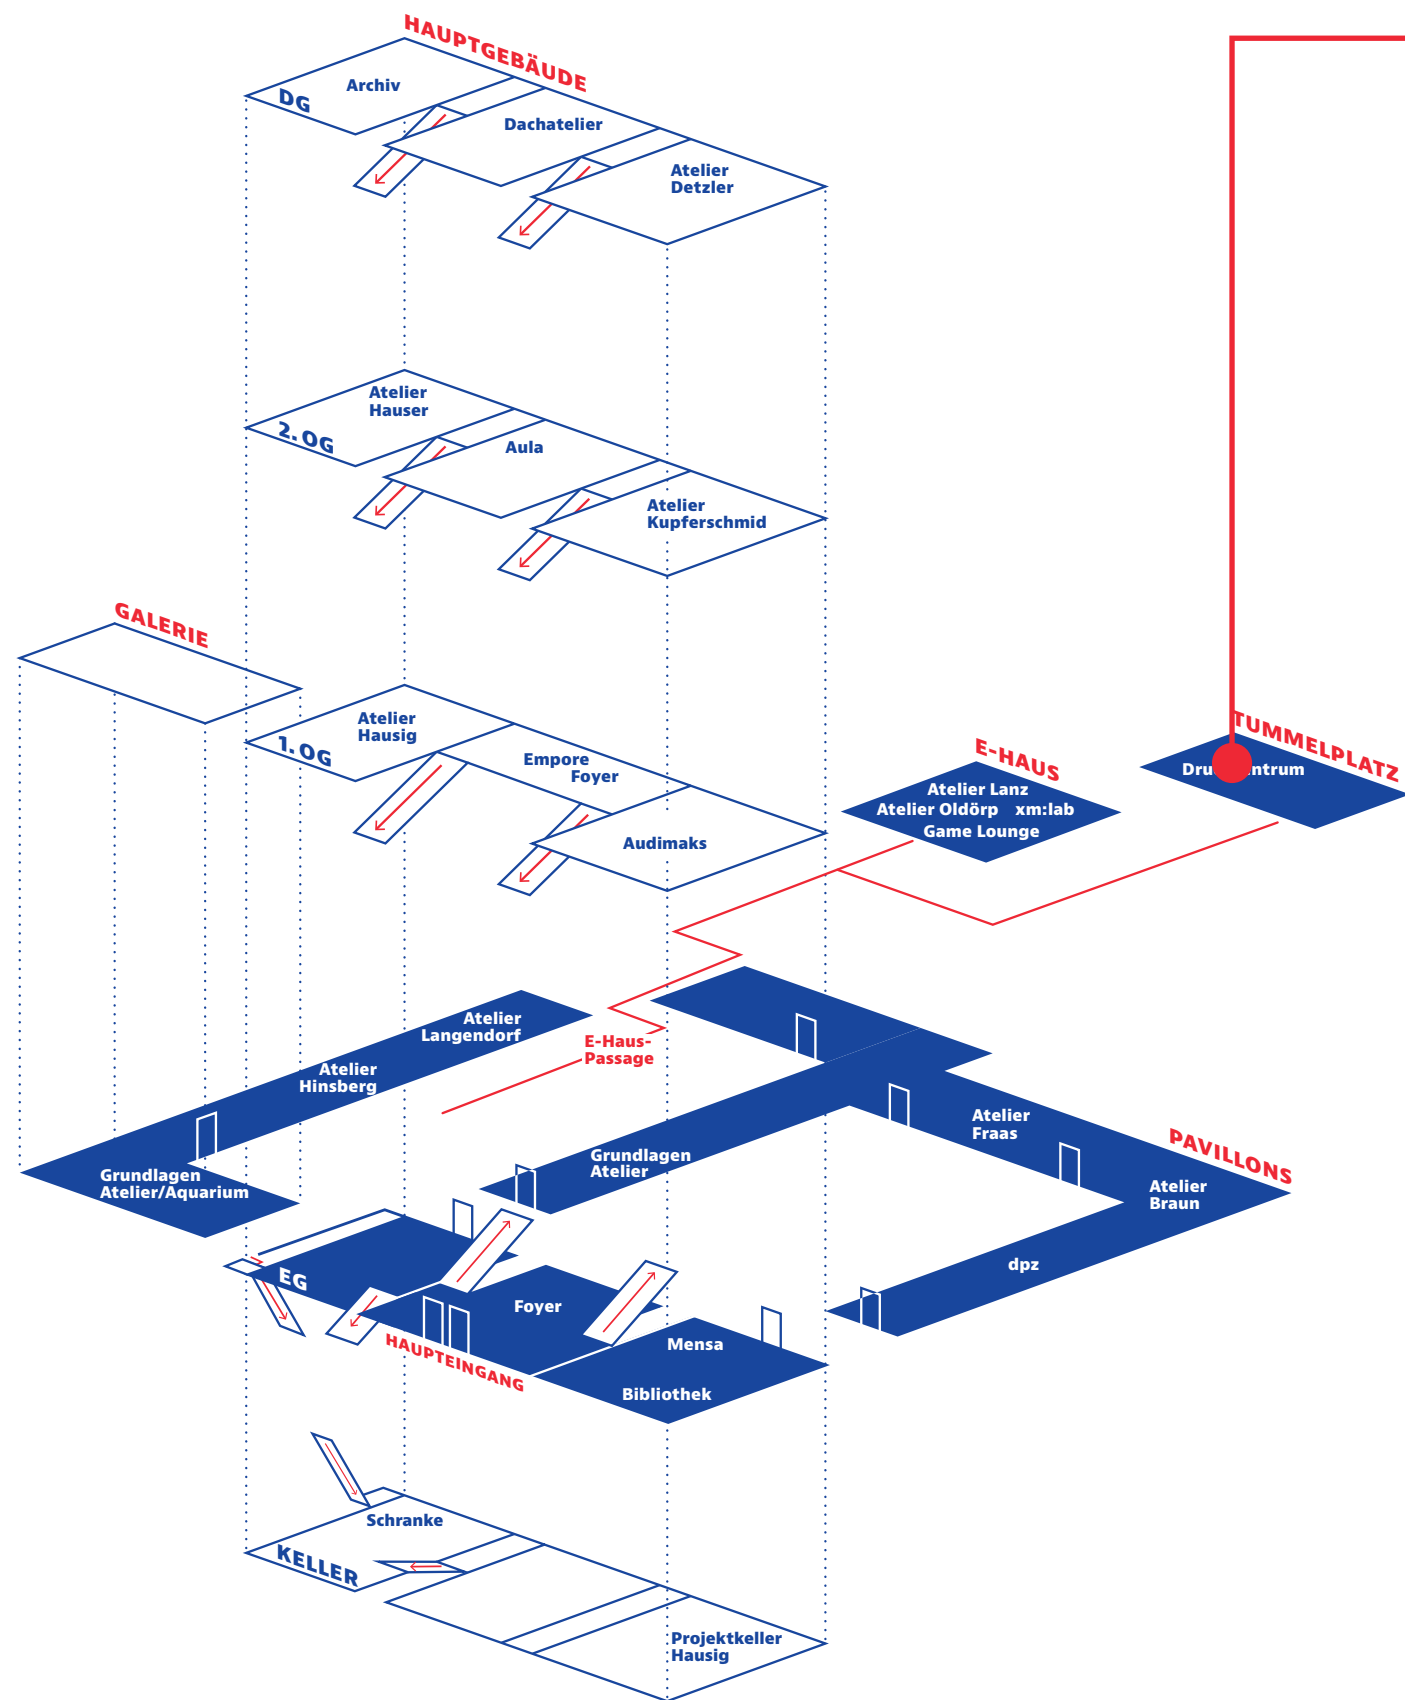 HAUPTGEBÄUDE
Archiv
DG
Dachatelier
Atelier
Detzler
Atelier
Hauser
2. OG
Aula
Atelier
Kupferschmid
GALERIE
Atelier
Hausig
1. OG
Empore
Foyer
Audimaks
E-HAUS
Atelier Lanz
Atelier Oldörp xm:lab
Game Lounge
TUMMELPLATZ
Atelier
Langendorf
Atelier
Hinsberg
E-Haus-
Passage
Grundlagen
Atelier/Aquarium
Grundlagen
Atelier
Atelier
Fraas
PAVILLONS
Atelier
Braun
dpz
EG
Foyer
Mensa
HAUPTEINGANG
Bibliothek
Schranke
KELLER
Projektkeller
Hausig